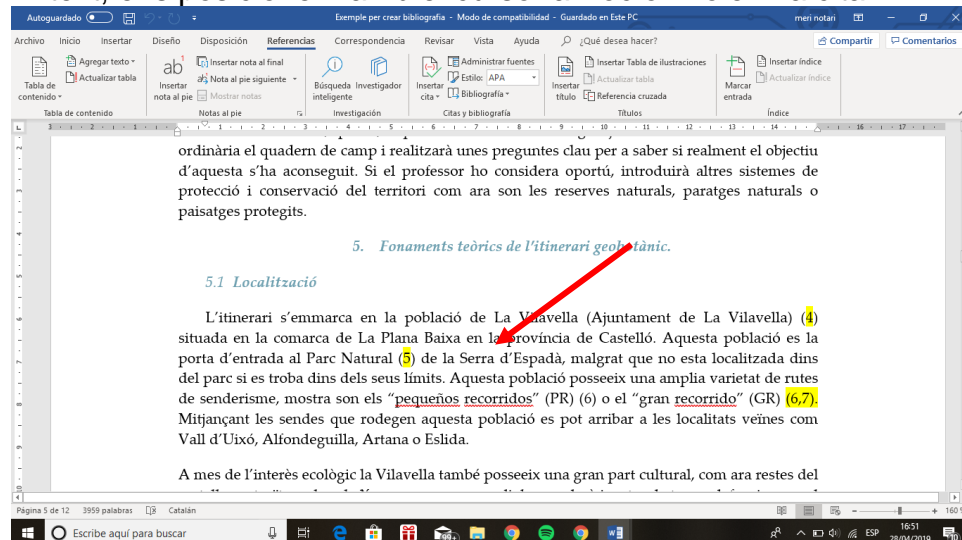 Autoguardado
Exemple per crear bibliografia - Modo de compatibilidad - Guardado en Este PC
meri notari
Archivo Inicio Insertar Diseño Disposición Referencias Correspondencia Revisar Vista Ayuda ¿Qué desea hacer? Compartir Comentarios
Tabla de contenido
Agregar texto
Actualizar tabla
Tabla de contenido
ab
Insertar nota al pie
Insertar nota al final
Nota al pie siguiente
Mostrar notas
Notas al pie
Búsqueda inteligente
Investigador
Investigación
Insertar cita
Administrar fuentes
Estilo: APA
Bibliografía
Citas y bibliografía
Insertar título
Insertar Tabla de ilustraciones
Actualizar tabla
Referencia cruzada
Títulos
Marcar entrada
Insertar índice
Actualizar índice
Índice
ordinària el quadern de camp i realitzarà unes preguntes clau per a saber si realment el objectiu
d'aquesta s'ha aconseguit. Si el professor ho considera oportú, introduirà altres sistemes de
protecció i conservació del territori com ara son les reserves naturals, paratges naturals o
paisatges protegits.
5. Fonaments teòrics de l'itinerari geobotànic.
5.1 Localització
L'itinerari s'emmarca en la població de La Vilavella (Ajuntament de La Vilavella) (4)
situada en la comarca de La Plana Baixa en la província de Castelló. Aquesta població es la
porta d'entrada al Parc Natural (5) de la Serra d'Espadà, malgrat que no esta localitzada dins
del parc si es troba dins dels seus límits. Aquesta població posseeix una amplia varietat de rutes
de senderisme, mostra son els "pequeños recorridos" (PR) (6) o el "gran recorrido" (GR) (6,7).
Mitjançant les sendes que rodegen aquesta població es pot arribar a les localitats veïnes com
Vall d'Uixó, Alfondeguilla, Artana o Eslida.
A mes de l'interès ecològic la Vilavella també posseeix una gran part cultural, com ara restes del
Página 5 de 12 3959 palabras Catalán
Escribe aquí para buscar
99+
ESP
16:51
28/04/2019